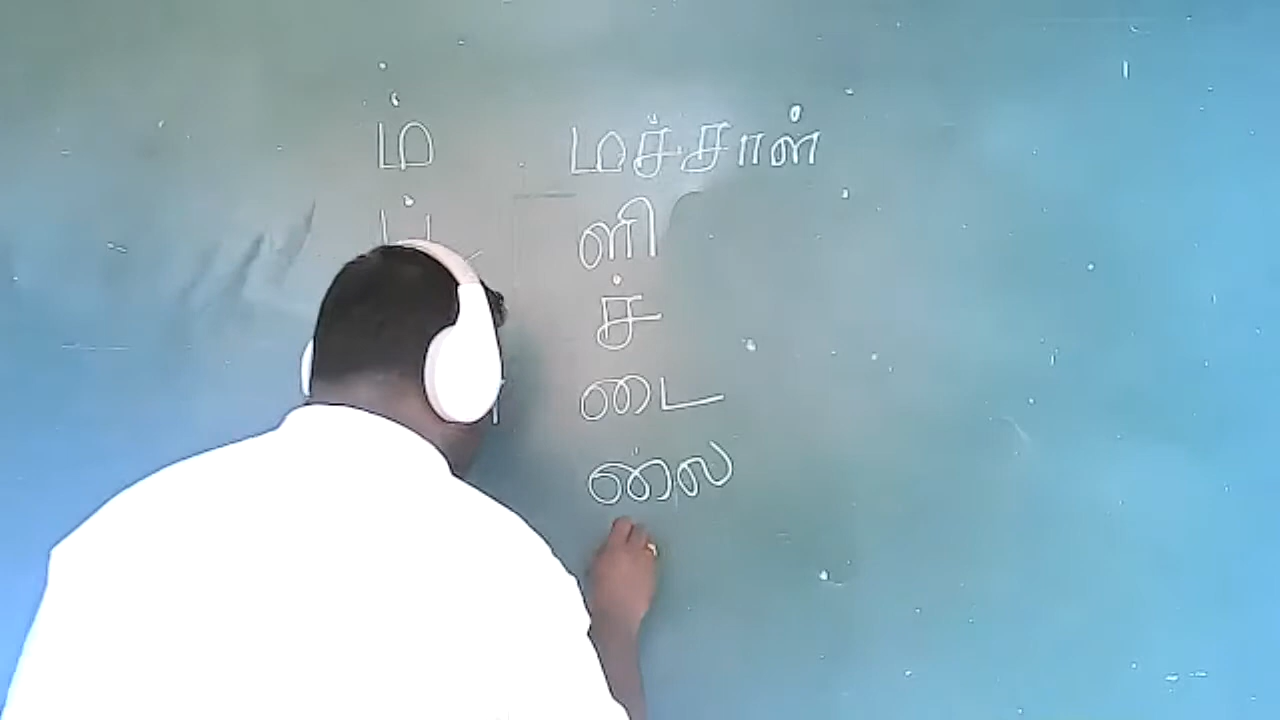 ம் மச்சாள்
ப் ளி
ச்
டை
லை